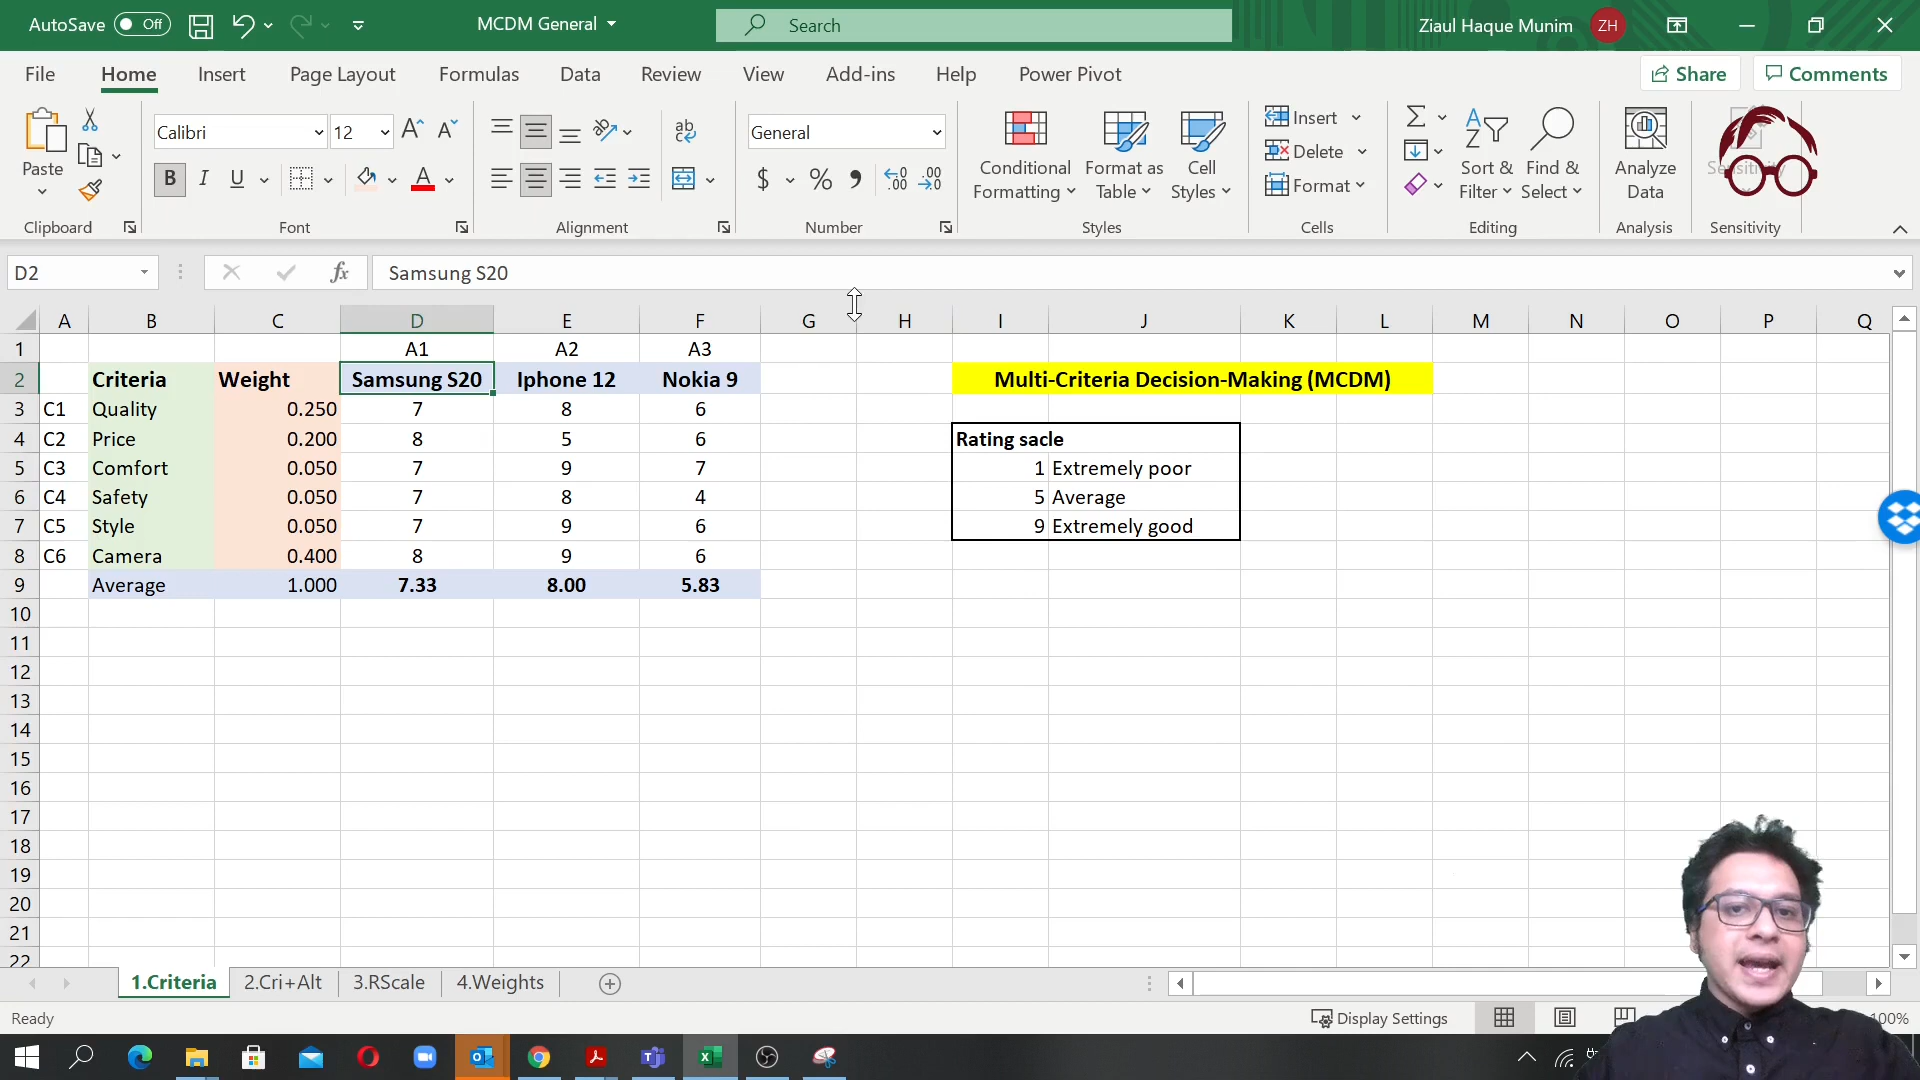 AutoSave Off MCDM General Search Ziaul Haque Munim ZH
File Home Insert Page Layout Formulas Data Review View Add-ins Help Power Pivot Share Comments
Paste Calibri 12 General Conditional Formatting Format as Table Cell Styles Insert Delete Format Sort & Filter Find & Select Analyze Data
Clipboard Font Alignment Number Styles Cells Editing Analysis Sensitivity
D2 fx Samsung S20
A B C D E F G H I J K L M N O P Q
1 A1 A2 A3
2 Criteria Weight Samsung S20 Iphone 12 Nokia 9 Multi-Criteria Decision-Making (MCDM)
3 C1 Quality 0.250 7 8 6
4 C2 Price 0.200 8 5 6 Rating sacle
5 C3 Comfort 0.050 7 9 7 1 Extremely poor
6 C4 Safety 0.050 7 8 4 5 Average
7 C5 Style 0.050 7 9 6 9 Extremely good
8 C6 Camera 0.400 8 9 6
9 Average 1.000 7.33 8.00 5.83
10
11
12
13
14
15
16
17
18
19
20
21
22
1.Criteria 2.Cri+Alt 3.RScale 4.Weights
Ready Display Settings 100%